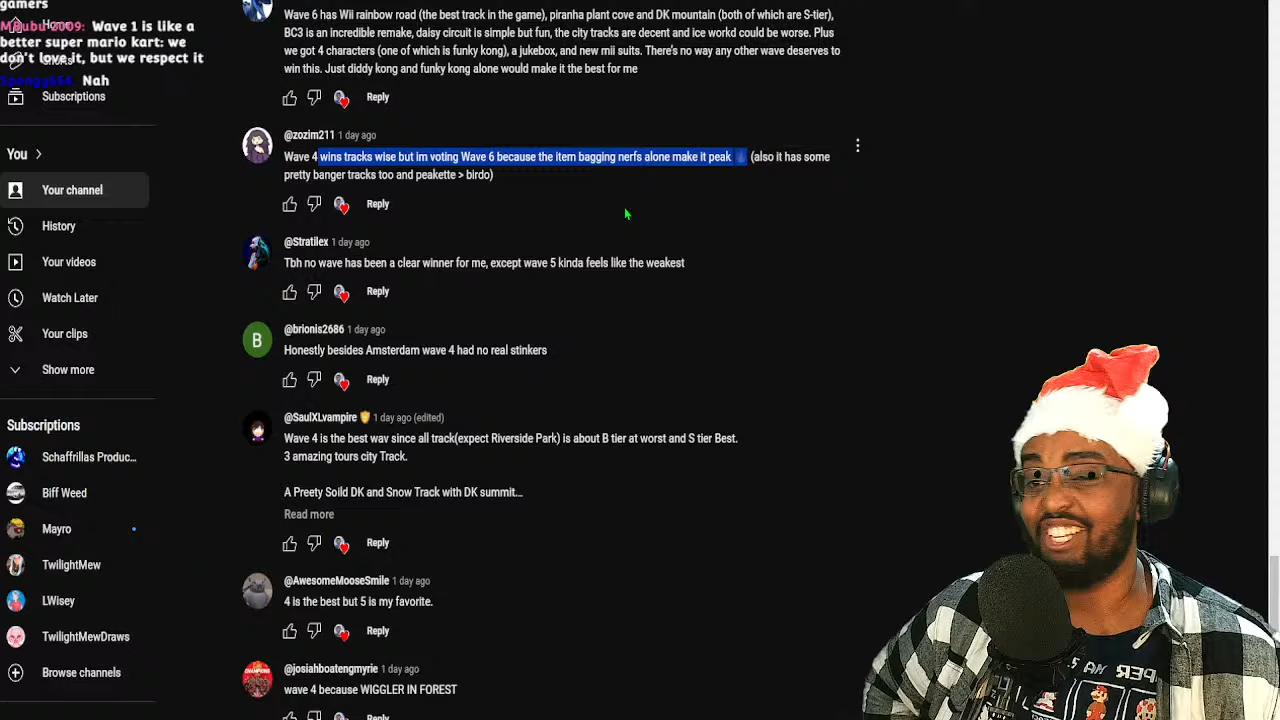 gamers
Home
MBubu 2009: Wave 1 is like a
better super mario kart: we
don't love it, but we respect it
Nah
Subscriptions
You
Your channel
History
Your videos
Watch Later
Your clips
Show more
Subscriptions
Schaffrillas Produc...
Biff Weed
Mayro
TwilightMew
LWisey
TwilightMewDraws
Browse channels
Wave 6 has Wii rainbow road (the best track in the game), piranha plant cove and DK mountain (both of which are S-tier),
BC3 is an incredible remake, daisy circuit is simple but fun, the city tracks are decent and ice workd could be worse. Plus
we got 4 characters (one of which is funky kong), a jukebox, and new mii suits. There's no way any other wave deserves to
win this. Just diddy kong and funky kong alone would make it the best for me
Reply
@zozim211 1 day ago
Wave 4 wins tracks wise but im voting Wave 6 because the item bagging nerfs alone make it peak (also it has some
pretty banger tracks too and peakette > birdo)
Reply
@Stratilex 1 day ago
Tbh no wave has been a clear winner for me, except wave 5 kinda feels like the weakest
Reply
B
@brionis2686 1 day ago
Honestly besides Amsterdam wave 4 had no real stinkers
Reply
@SaulXLvampire 1 day ago (edited)
Wave 4 is the best wav since all track(expect Riverside Park) is about B tier at worst and S tier Best.
3 amazing tours city Track.
A Preety Soild DK and Snow Track with DK summit...
Read more
Reply
@AwesomeMooseSmile 1 day ago
4 is the best but 5 is my favorite.
Reply
CHAMPIONS
@josiahboatengmyrie 1 day ago
wave 4 because WIGGLER IN FOREST
Reply